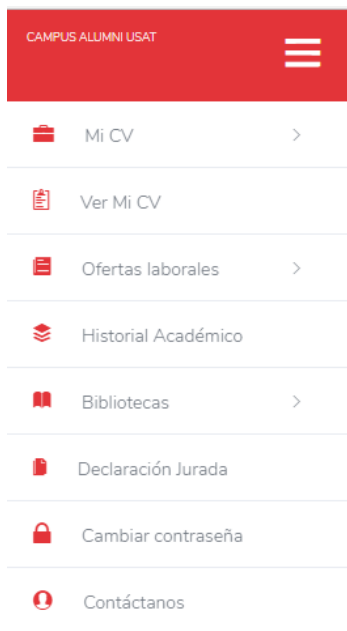 CAMPUS ALUMNI USAT
Mi CV
Ver Mi CV
Ofertas laborales
Historial Académico
Bibliotecas
Declaración Jurada
Cambiar contraseña
Contáctanos